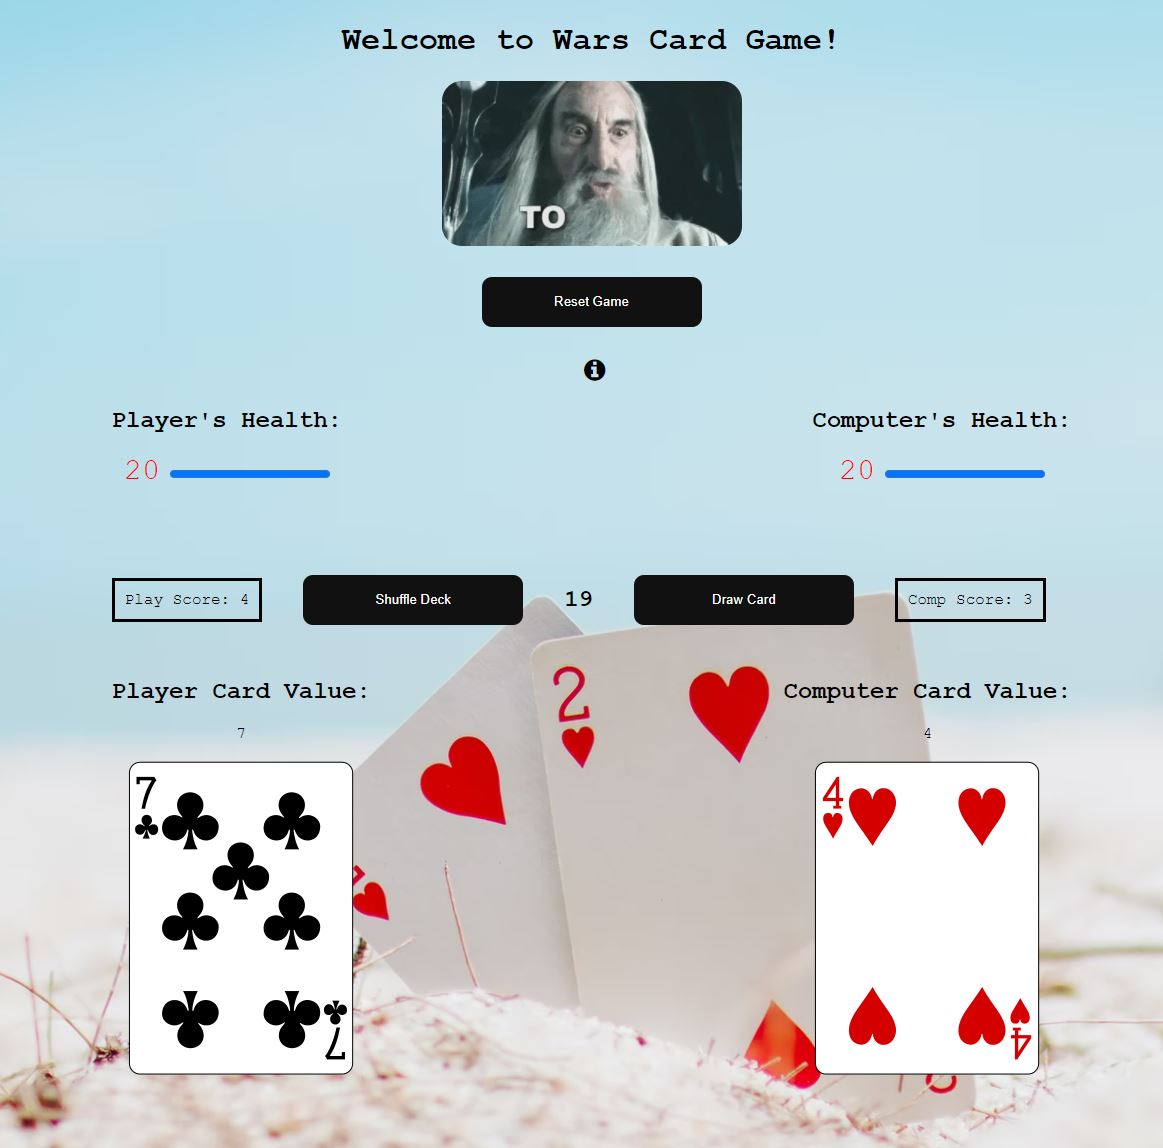 Welcome to Wars Card Game!
TO
Reset Game
Player's Health:
Computer's Health:
20
20
Play Score: 4
Shuffle Deck
19
Draw Card
Comp Score: 3
2
Player Card Value:
Computer Card Value:
7
4
7
4
7
4